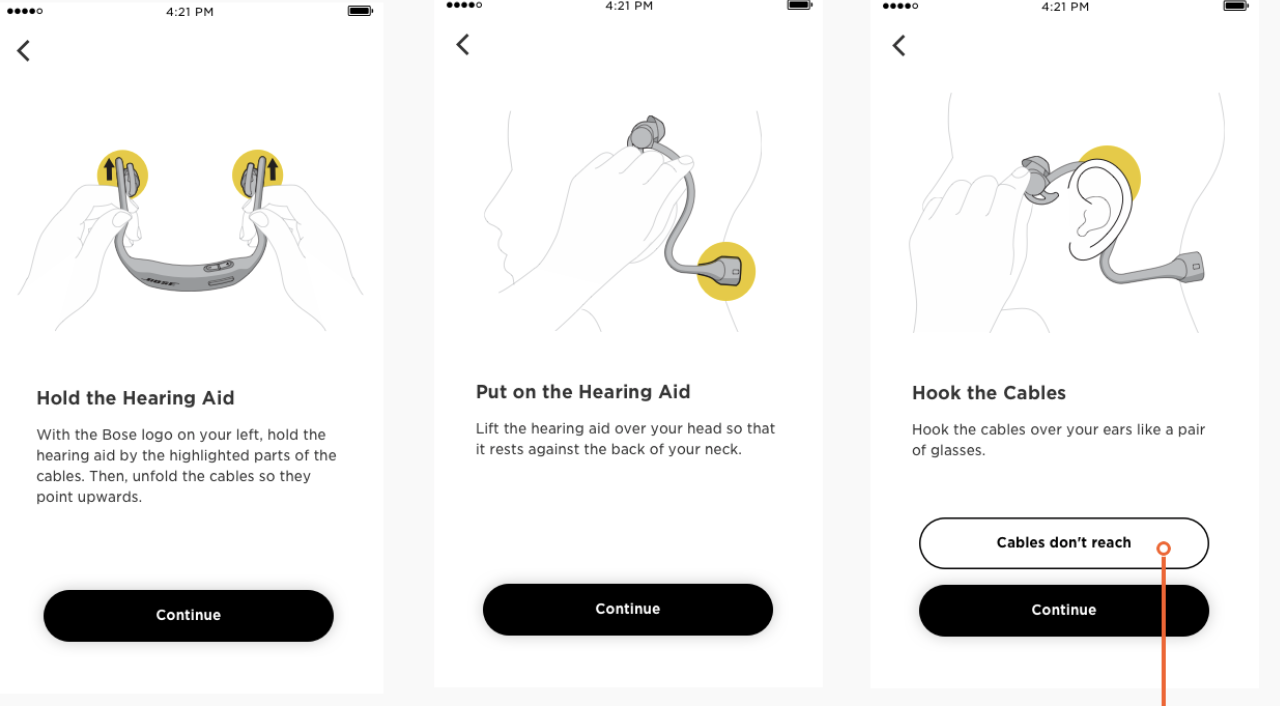 4:21 PM
BOSE
Hold the Hearing Aid
With the Bose logo on your left, hold the
hearing aid by the highlighted parts of the
cables. Then, unfold the cables so they
point upwards.
Continue
4:21 PM
Put on the Hearing Aid
Lift the hearing aid over your head so that
it rests against the back of your neck.
Continue
4:21 PM
Hook the Cables
Hook the cables over your ears like a pair
of glasses.
Cables don't reach
Continue